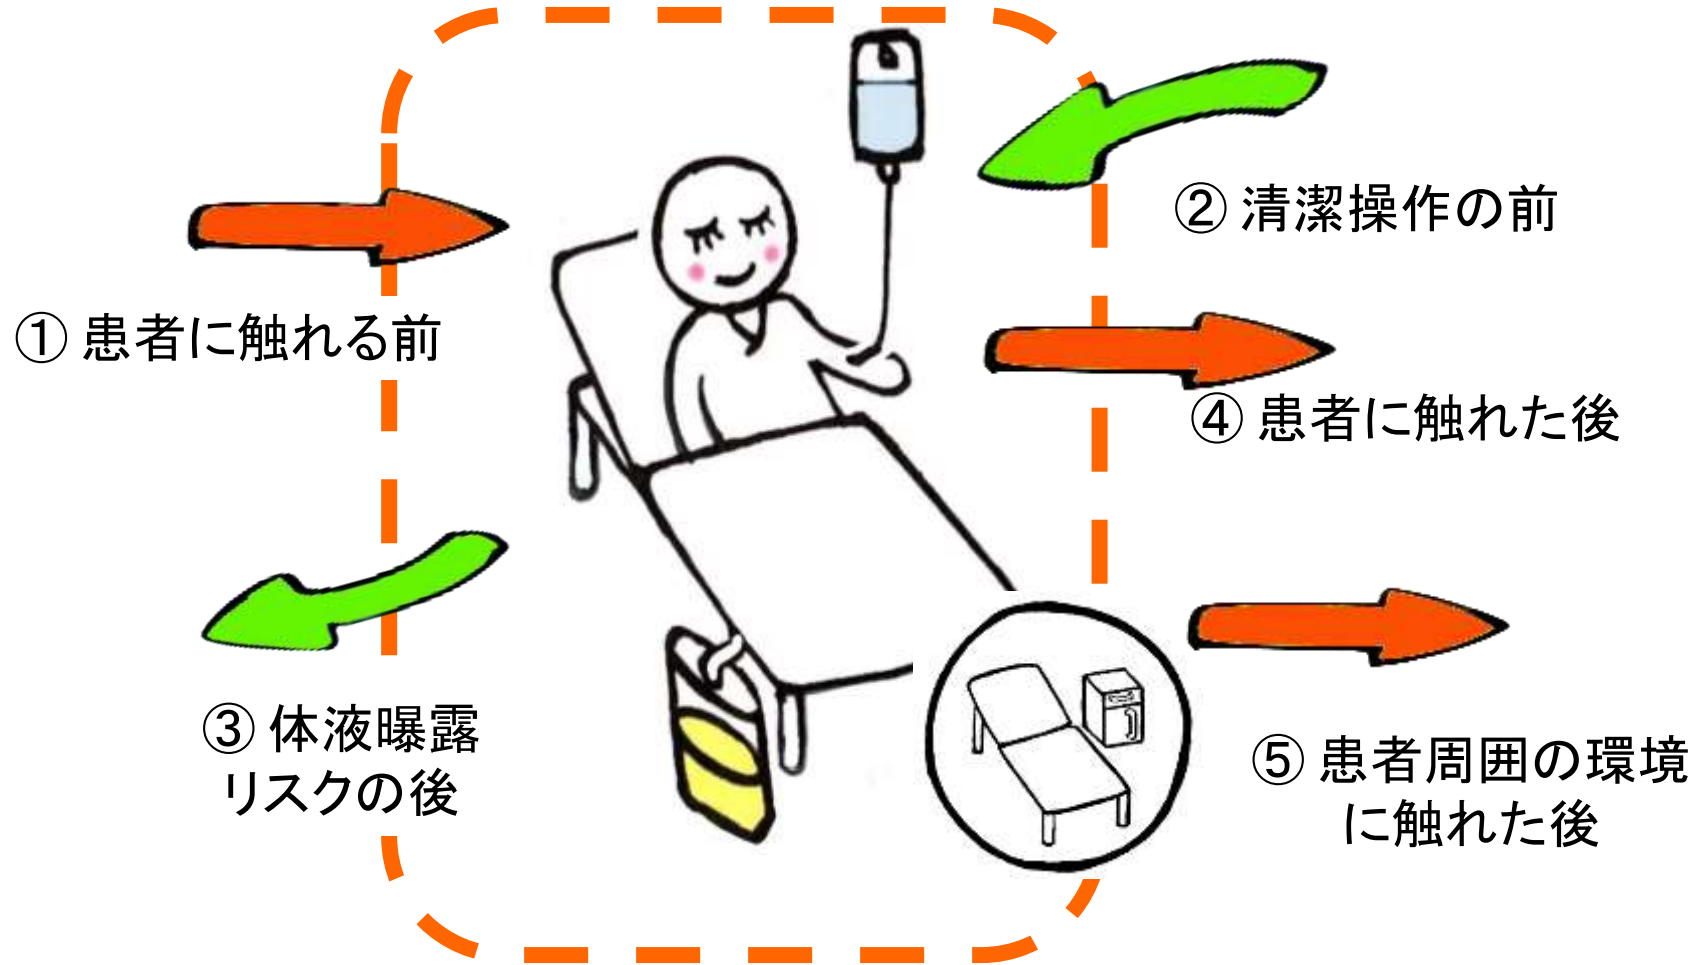 ① 患者に触れる前
② 清潔操作の前
③ 体液曝露
リスクの後
④ 患者に触れた後
⑤ 患者周囲の環境
に触れた後